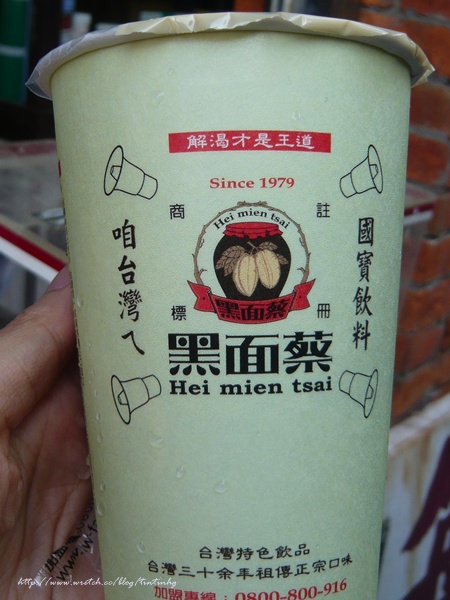 解渴才是王道
Since 1979
商 註
標 冊
Hei mien tsai
黑面蔡
黑面蔡
Hei mien tsai
咱台灣ㄟ
國寶飲料
台灣特色飲品
台灣三十余年祖傳正宗口味
加盟專線：0800-800-916
http://www.wretch.cc/blog/tintinhg